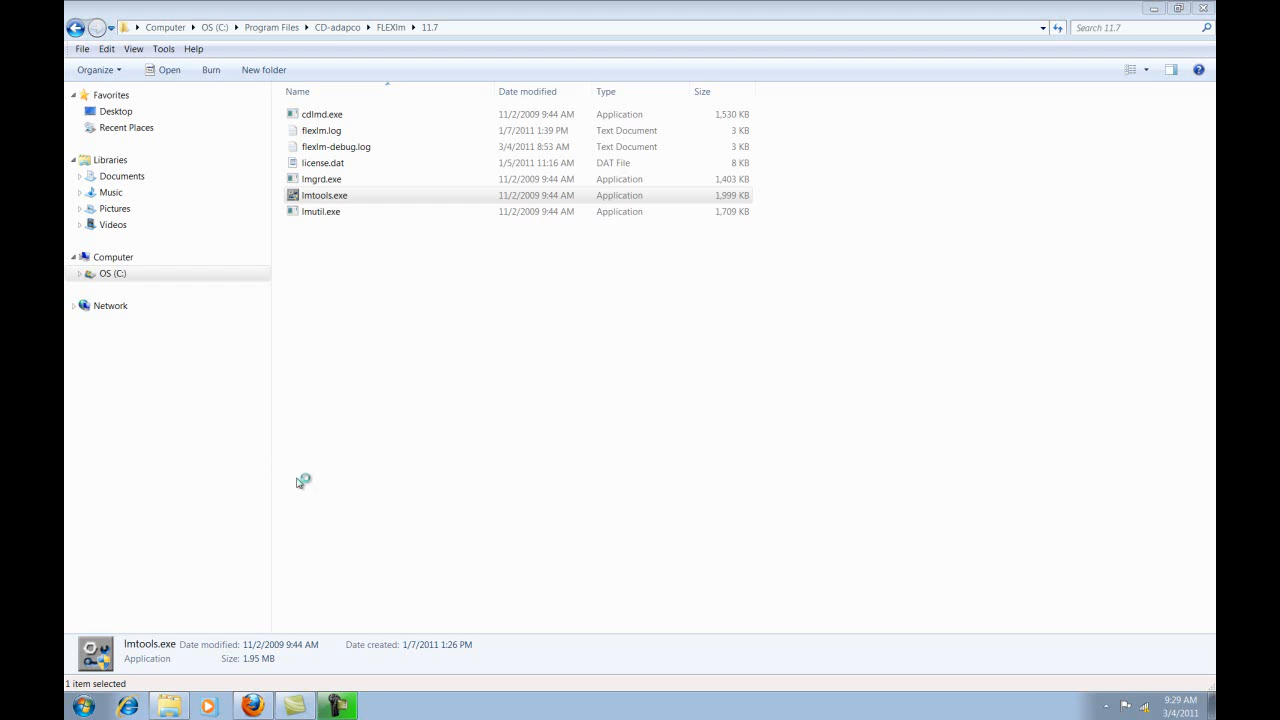 Computer OS (C:) Program Files CD-adapco FLEXlm 11.7 Search 11.7
File Edit View Tools Help
Organize Open Burn New folder
Favorites
Desktop
Recent Places
Libraries
Documents
Music
Pictures
Videos
Computer
OS (C:)
Network
Name Date modified Type Size
cdlmd.exe 11/2/2009 9:44 AM Application 1,530 KB
flexlm.log 1/7/2011 1:39 PM Text Document 3 KB
flexlm-debug.log 3/4/2011 8:53 AM Text Document 3 KB
license.dat 1/5/2011 11:16 AM DAT File 8 KB
lmgrd.exe 11/2/2009 9:44 AM Application 1,403 KB
lmtools.exe 11/2/2009 9:44 AM Application 1,999 KB
lmutil.exe 11/2/2009 9:44 AM Application 1,709 KB
lmtools.exe Date modified: 11/2/2009 9:44 AM Date created: 1/7/2011 1:26 PM
Application Size: 1.95 MB
1 item selected
9:29 AM
3/4/2011